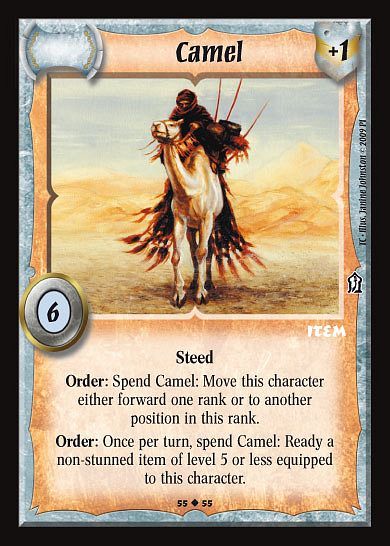 Camel
+1
TC • Illus. Janine Johnston © 2009 PI
6
ITEM
Steed
Order: Spend Camel: Move this character
either forward one rank or to another
position in this rank.
Order: Once per turn, spend Camel: Ready a
non-stunned item of level 5 or less equipped
to this character.
55 ◆ 55